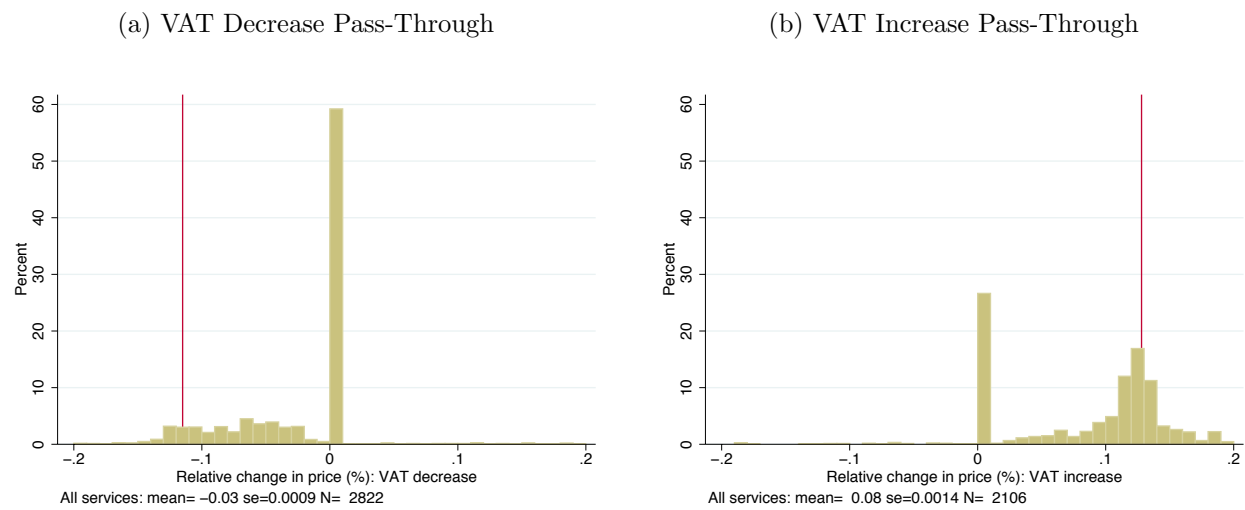 (a) VAT Decrease Pass-Through
Percent
60
50
40
30
20
10
0
-.2 -.1 0 .1 .2
Relative change in price (%): VAT decrease
All services: mean= −0.03 se=0.0009 N= 2822
(b) VAT Increase Pass-Through
Percent
60
50
40
30
20
10
0
-.2 -.1 0 .1 .2
Relative change in price (%): VAT increase
All services: mean= 0.08 se=0.0014 N= 2106